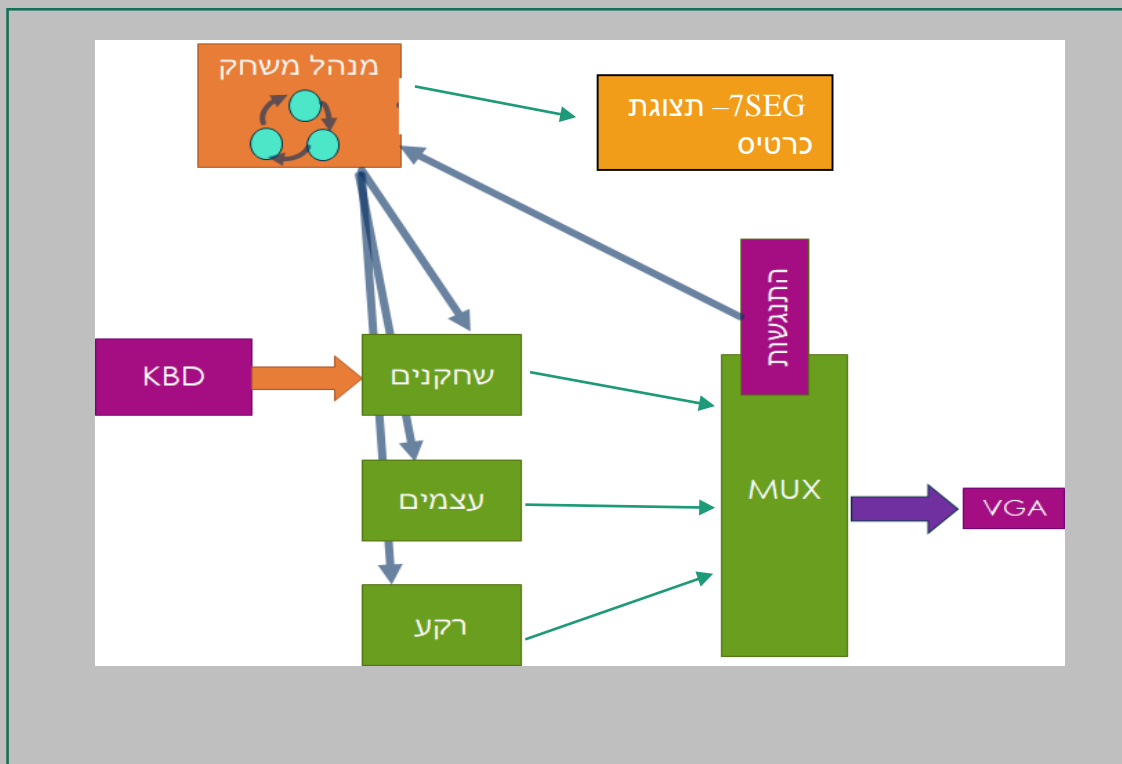 מנהל משחק
7SEG– תצוגת
כרטיס
התנגשות
KBD
שחקנים
עצמים
MUX
VGA
רקע